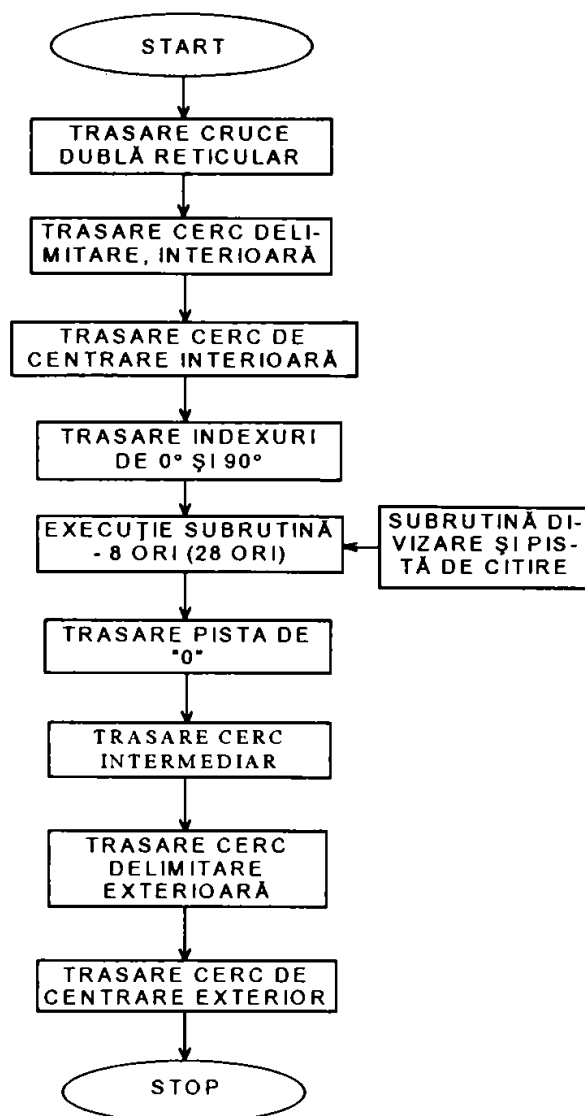 START
TRASARE CRUCE
DUBLĂ RETICULAR
TRASARE CERC DELI-
MITARE, INTERIOARĂ
TRASARE CERC DE
CENTRARE INTERIOARĂ
TRASARE INDEXURI
DE 0° ŞI 90°
EXECUŢIE SUBRUTINĂ
- 8 ORI (28 ORI)
SUBRUTINĂ DI-
VIZARE ŞI PIS-
TĂ DE CITIRE
TRASARE PISTA DE
"0"
TRASARE CERC
INTERMEDIAR
TRASARE CERC
DELIMITARE
EXTERIOARĂ
TRASARE CERC DE
CENTRARE EXTERIOR
STOP